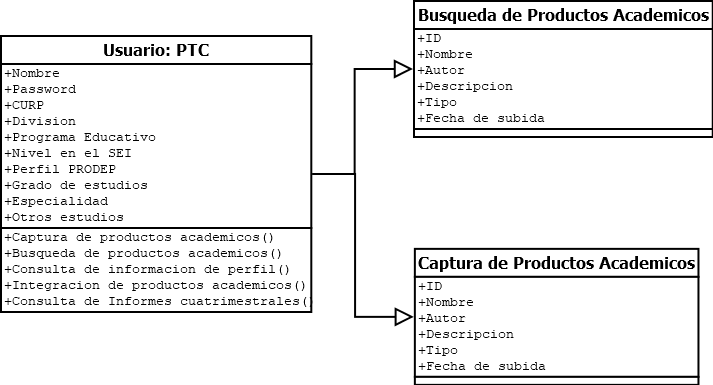 Usuario: PTC
+Nombre
+Password
+CURP
+Division
+Programa Educativo
+Nivel en el SEI
+Perfil PRODEP
+Grado de estudios
+Especialidad
+Otros estudios
+Captura de productos academicos()
+Busqueda de productos academicos()
+Consulta de informacion de perfil()
+Integracion de productos academicos()
+Consulta de Informes cuatrimestrales()
Busqueda de Productos Academicos
+ID
+Nombre
+Autor
+Descripcion
+Tipo
+Fecha de subida
Captura de Productos Academicos
+ID
+Nombre
+Autor
+Descripcion
+Tipo
+Fecha de subida